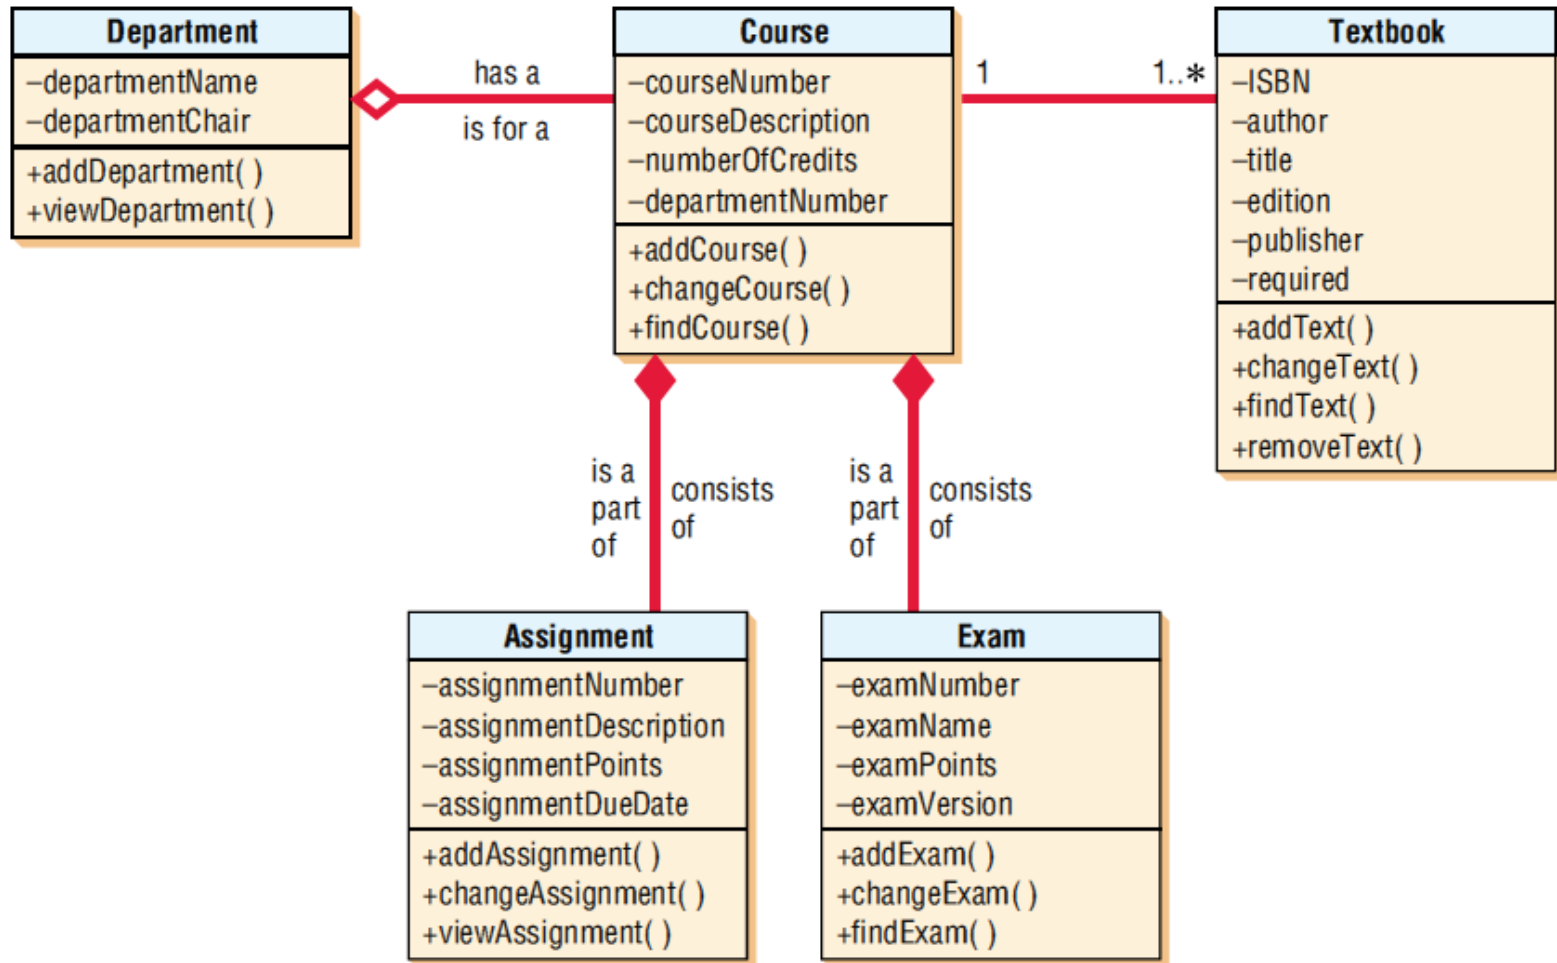 Department
–departmentName
–departmentChair
+addDepartment( )
+viewDepartment( )
has a
is for a
Course
–courseNumber
–courseDescription
–numberOfCredits
–departmentNumber
+addCourse( )
+changeCourse( )
+findCourse( )
1
1..*
Textbook
–ISBN
–author
–title
–edition
–publisher
–required
+addText( )
+changeText( )
+findText( )
+removeText( )
is a
part
of
consists
of
is a
part
of
consists
of
Assignment
–assignmentNumber
–assignmentDescription
–assignmentPoints
–assignmentDueDate
+addAssignment( )
+changeAssignment( )
+viewAssignment( )
Exam
–examNumber
–examName
–examPoints
–examVersion
+addExam( )
+changeExam( )
+findExam( )